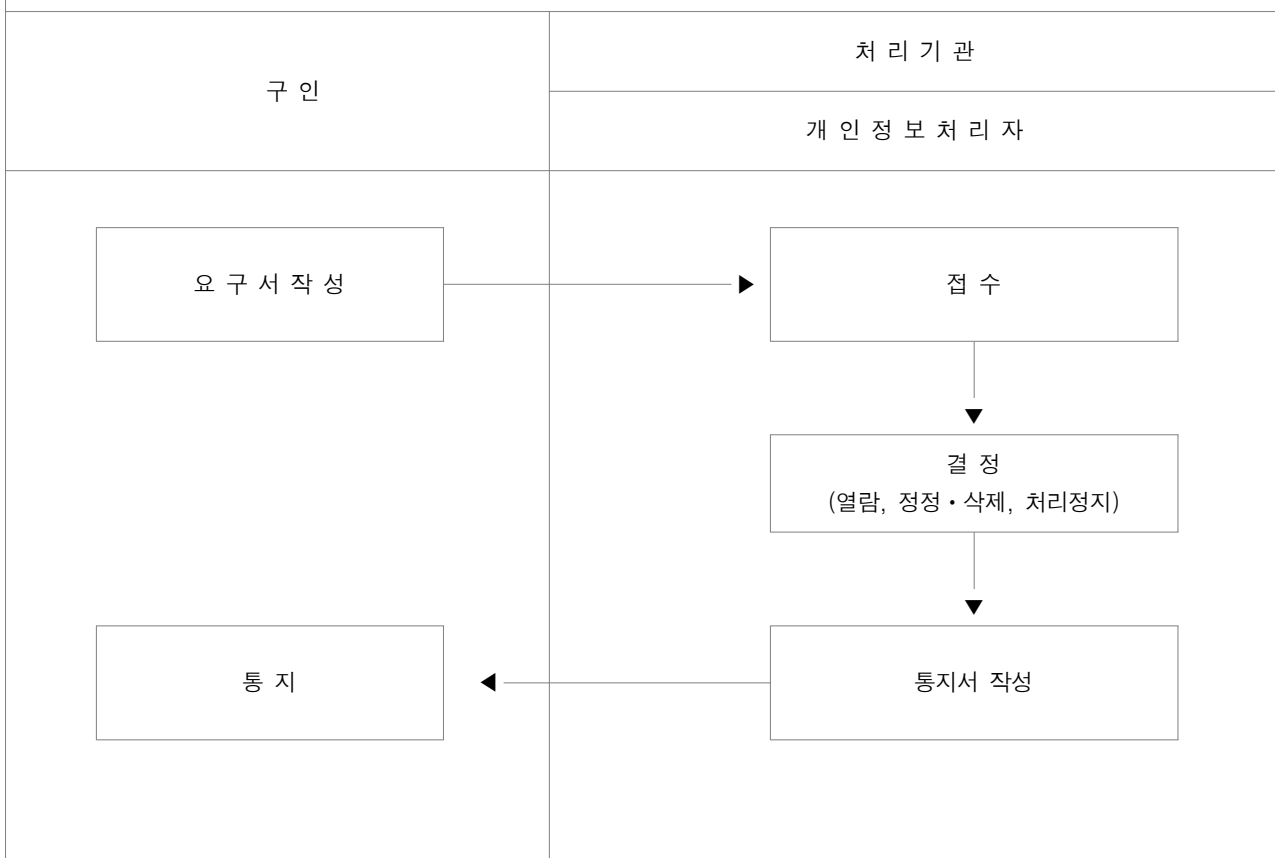 구 인
처 리 기 관
개 인 정 보 처 리 자
요 구 서 작 성
접 수
결 정
(열람, 정정・삭제, 처리정지)
통 지
통지서 작성